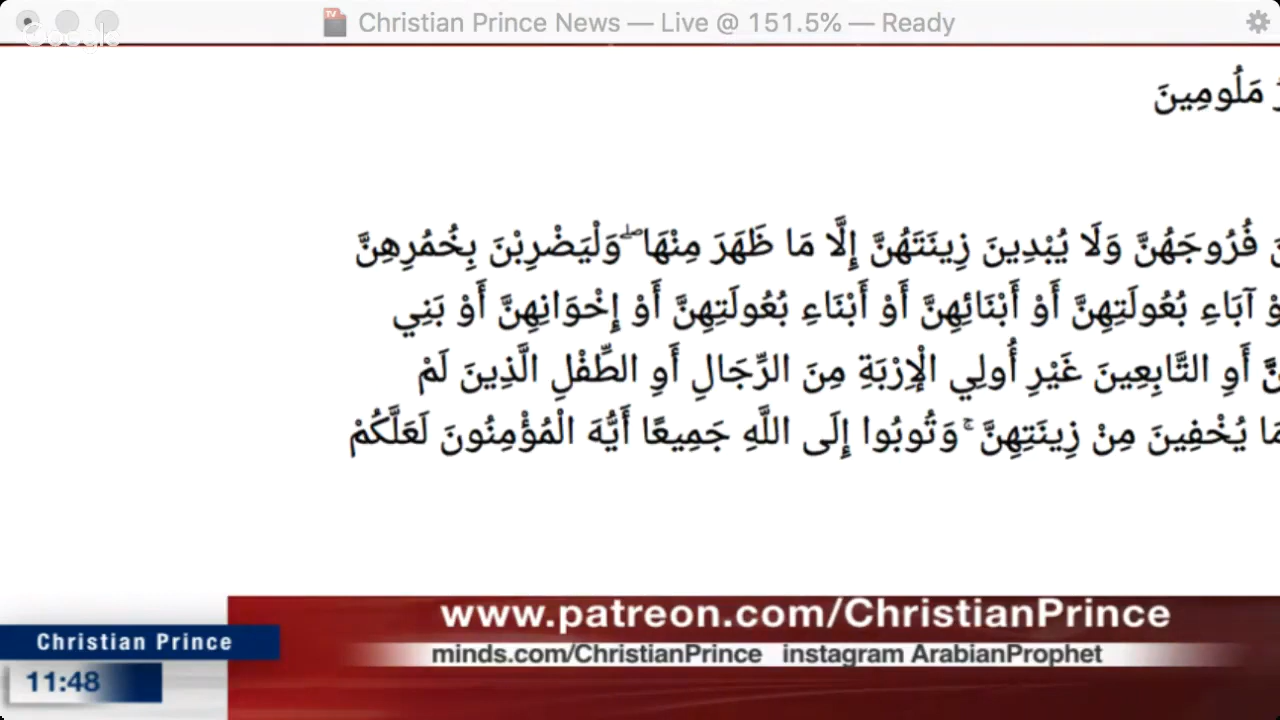 Christian Prince News — Live @ 151.5% — Ready
Google
مَلُومِينَ
فُرُوجَهُنَّ وَلَا يُبْدِينَ زِينَتَهُنَّ إِلَّا مَا ظَهَرَ مِنْهَا ۖ وَلْيَضْرِبْنَ بِخُمُرِهِنَّ
آبَاءِ بُعُولَتِهِنَّ أَوْ أَبْنَائِهِنَّ أَوْ أَبْنَاءِ بُعُولَتِهِنَّ أَوْ إِخْوَانِهِنَّ أَوْ بَنِي
أَوِ التَّابِعِينَ غَيْرِ أُولِي الْإِرْبَةِ مِنَ الرِّجَالِ أَوِ الطِّفْلِ الَّذِينَ لَمْ
يُخْفِينَ مِنْ زِينَتِهِنَّ ۚ وَتُوبُوا إِلَى اللَّهِ جَمِيعًا أَيُّهَ الْمُؤْمِنُونَ لَعَلَّكُمْ
www.patreon.com/ChristianPrince
Christian Prince
minds.com/ChristianPrince instagram ArabianProphet
11:48